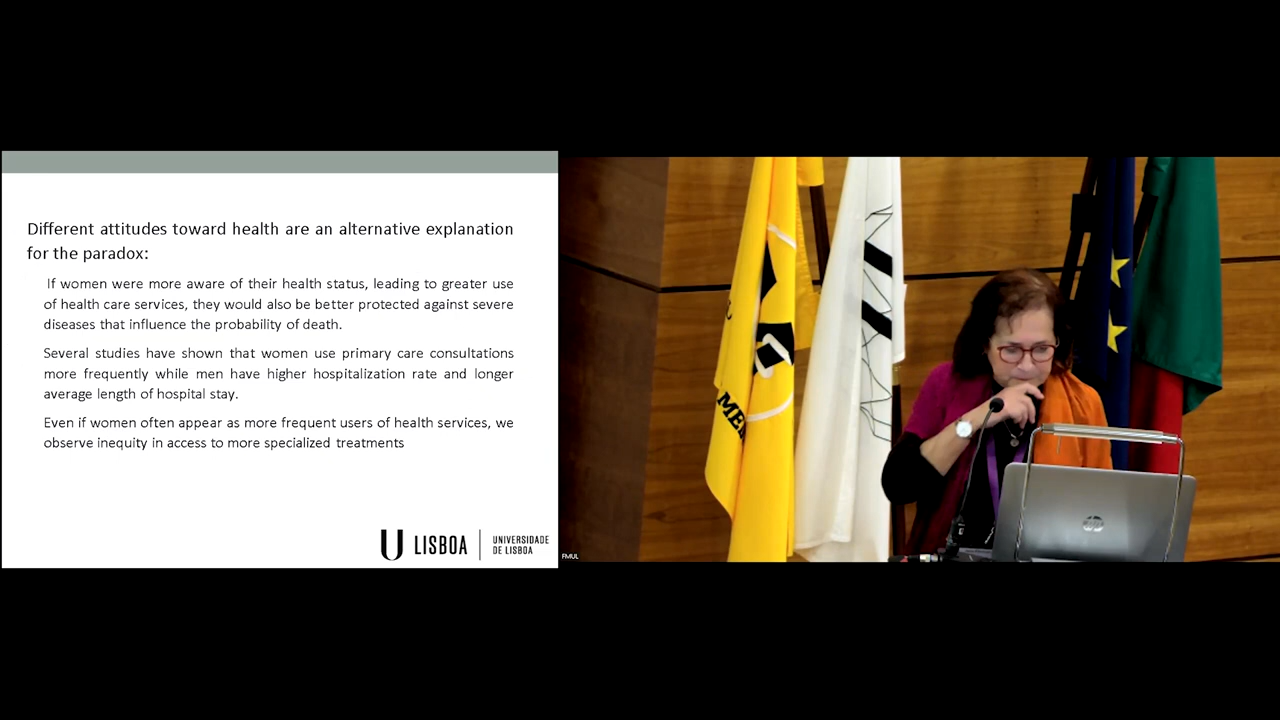 Different attitudes toward health are an alternative explanation
for the paradox:
If women were more aware of their health status, leading to greater use
of health care services, they would also be better protected against severe
diseases that influence the probability of death.
Several studies have shown that women use primary care consultations
more frequently while men have higher hospitalization rate and longer
average length of hospital stay.
Even if women often appear as more frequent users of health services, we
observe inequity in access to more specialized treatments
U LISBOA
UNIVERSIDADE
DE LISBOA
FMUL
hp